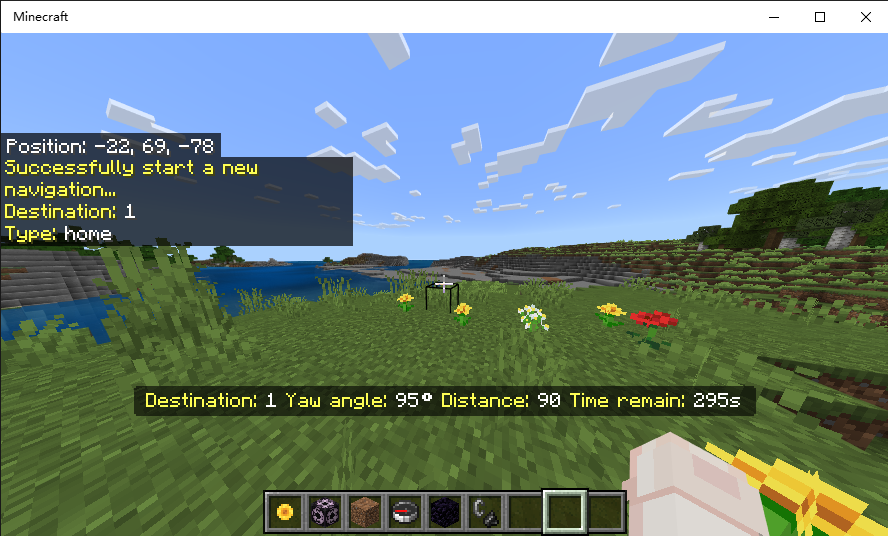 Minecraft
Position: -22, 69, -78
Successfully start a new
navigation...
Destination: 1
Type: home
Destination: 1 Yaw angle: 95° Distance: 90 Time remain: 295s